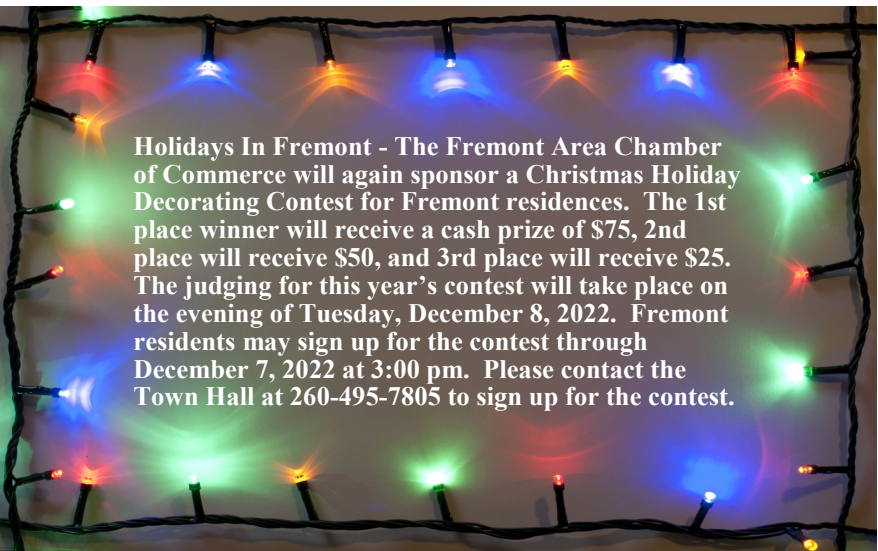 Holidays In Fremont - The Fremont Area Chamber
of Commerce will again sponsor a Christmas Holiday
Decorating Contest for Fremont residences.  The 1st
place winner will receive a cash prize of $75, 2nd
place will receive $50, and 3rd place will receive $25.
The judging for this year’s contest will take place on
the evening of Tuesday, December 8, 2022.  Fremont
residents may sign up for the contest through
December 7, 2022 at 3:00 pm.  Please contact the
Town Hall at 260-495-7805 to sign up for the contest.